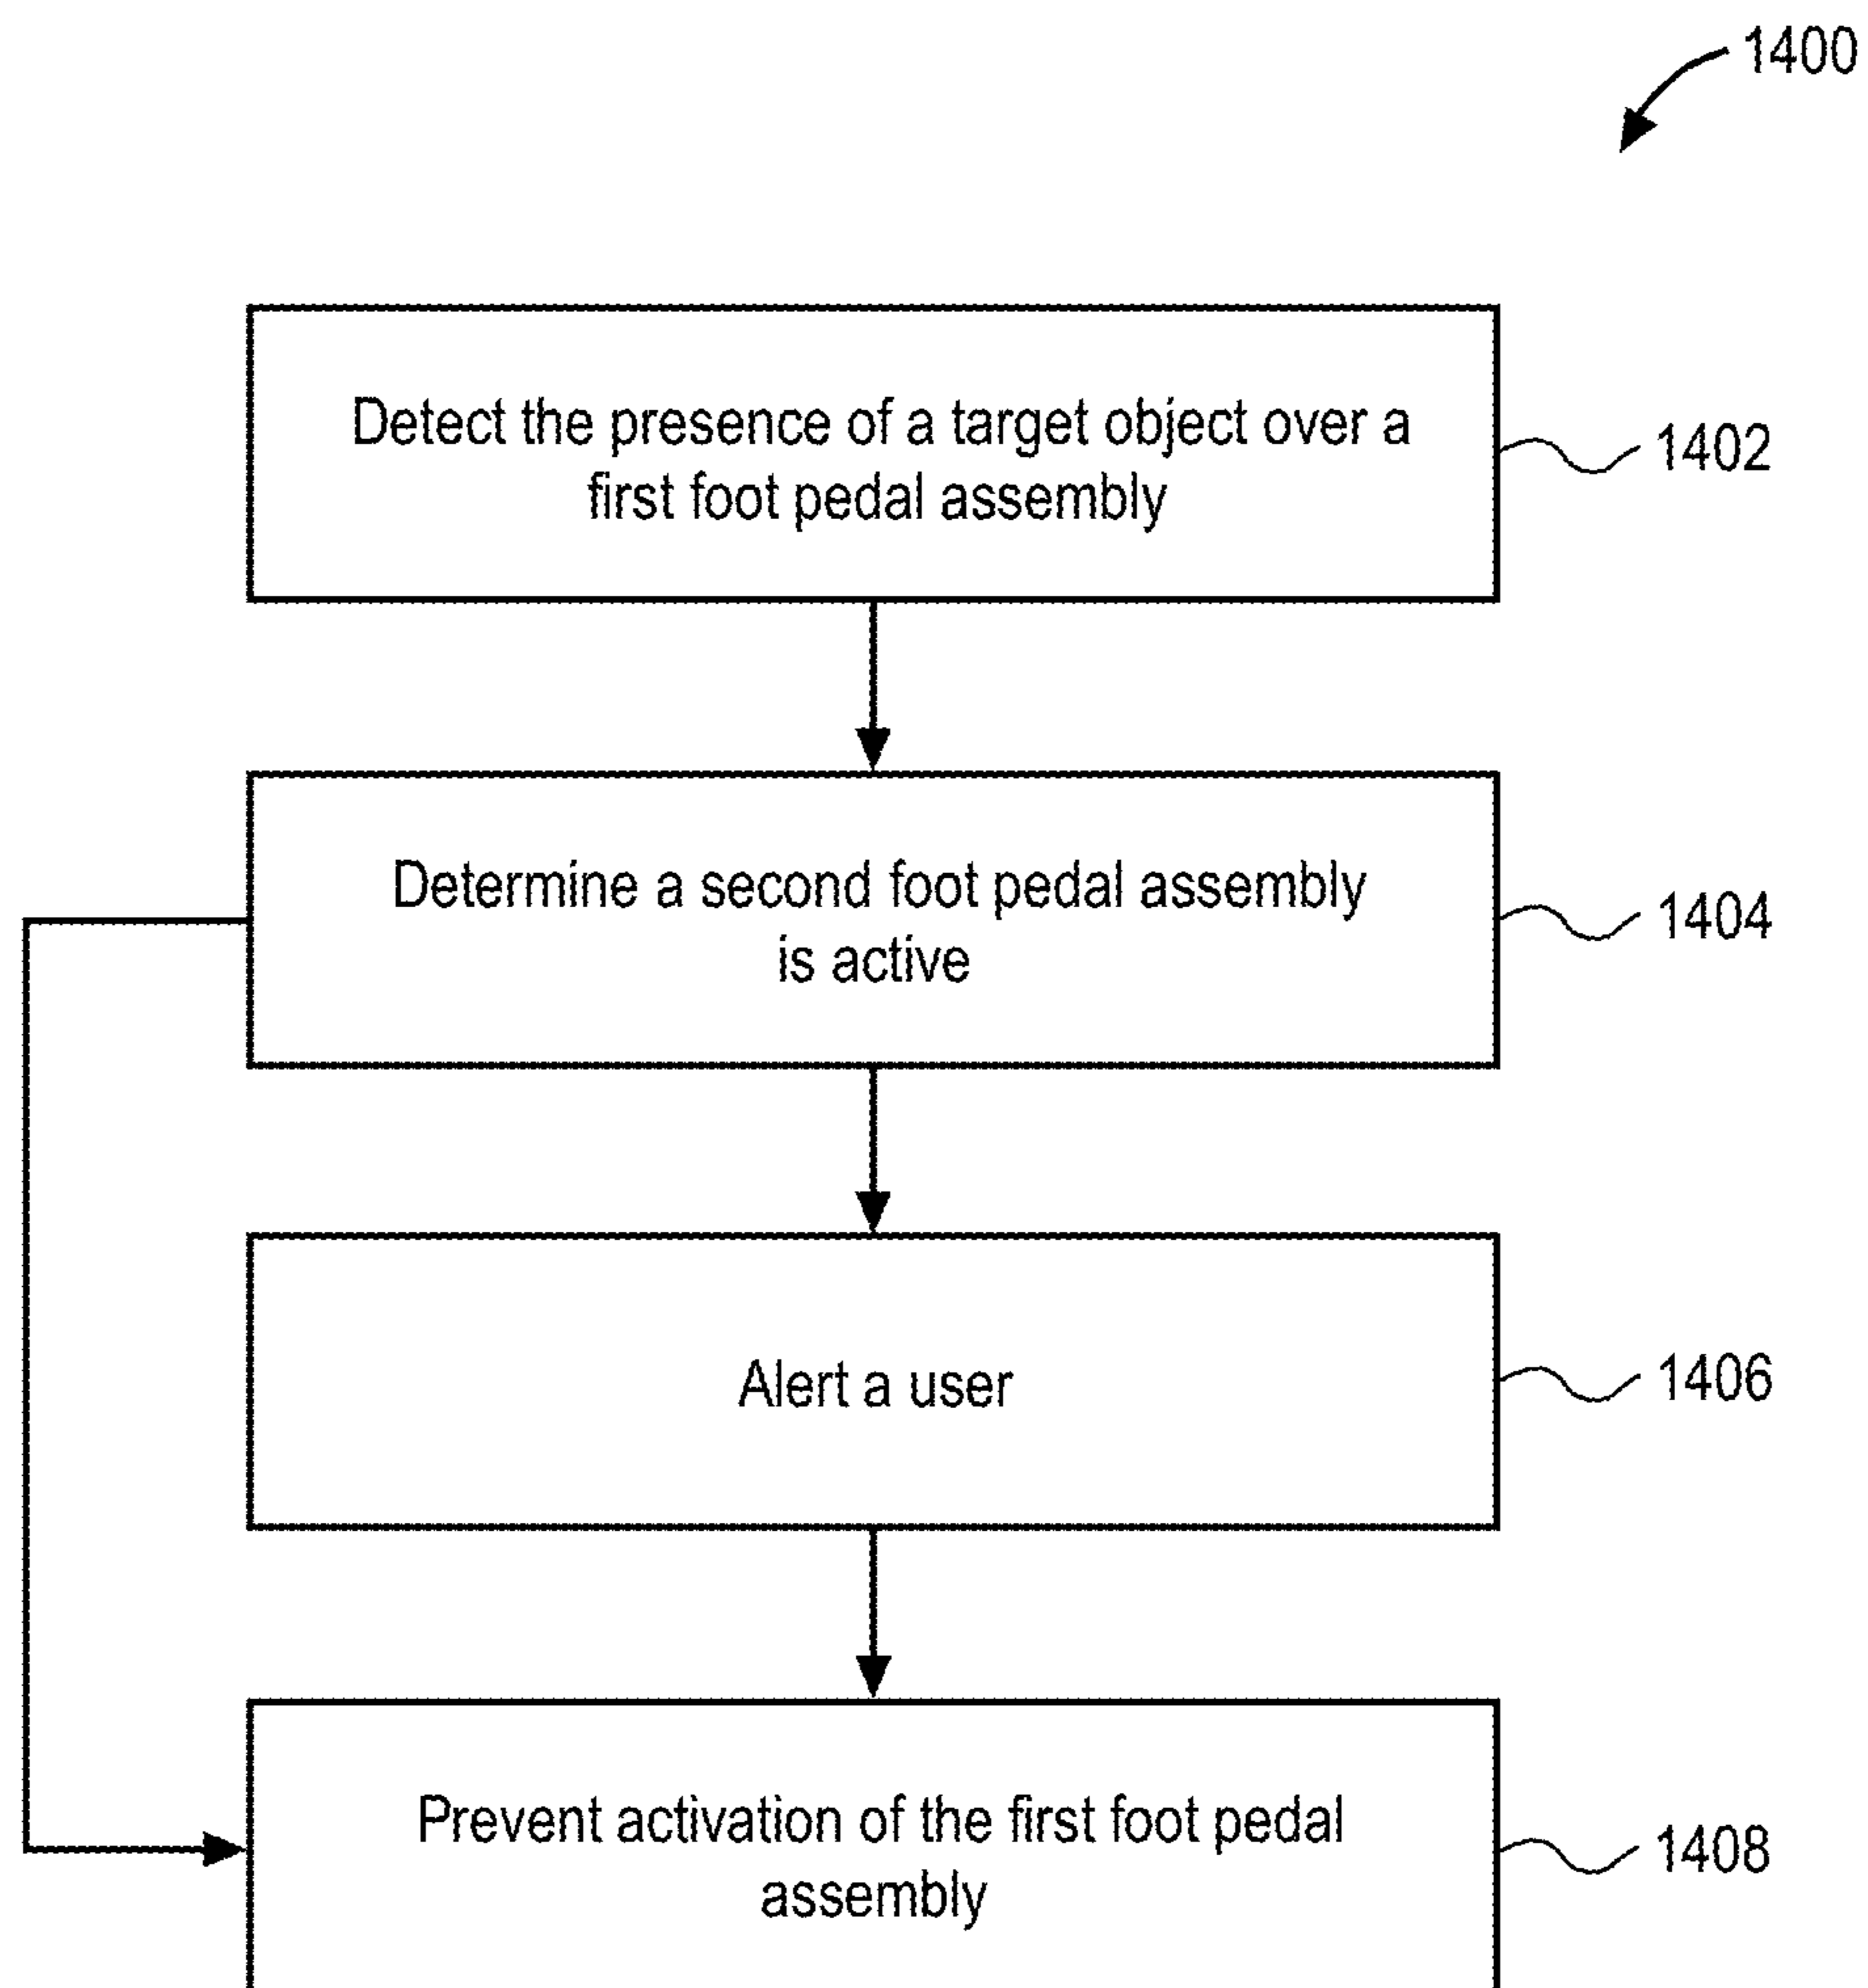 1400
Detect the presence of a target object over a
first foot pedal assembly
1402
Determine a second foot pedal assembly
is active
1404
Alert a user
1406
Prevent activation of the first foot pedal
assembly
1408